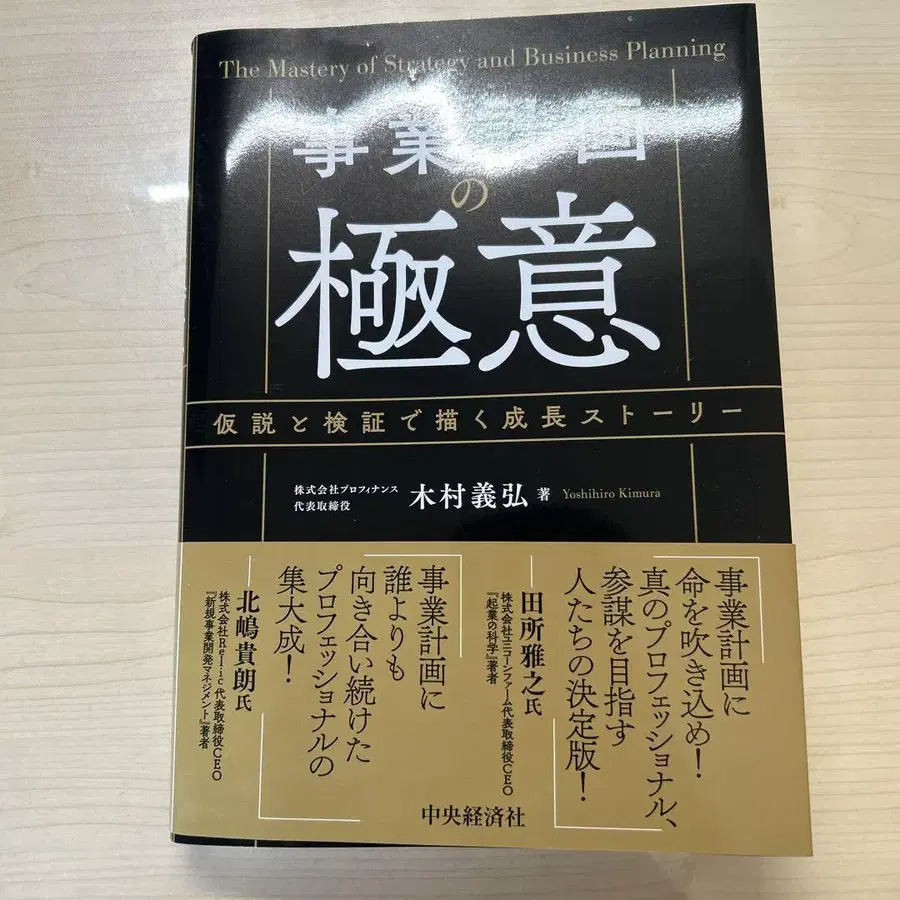 The Mastery of Strategy and Business Planning
事業計画
の
極意
仮説と検証で描く成長ストーリー
株式会社プロフィナンス
代表取締役
木村義弘 著 Yoshihiro Kimura
事業計画に
命を吹き込め!
真のプロフェッショナル、
参謀を目指す
人たちの決定版!
田所雅之氏
株式会社ユニコーンファーム代表取締役CEO
『起業の科学』著者
事業計画に
誰よりも
向き合い続けた
プロフェッショナルの
集大成!
北嶋貴朗氏
株式会社Relic代表取締役CEO
『新規事業開発マネジメント』著者
中央経済社